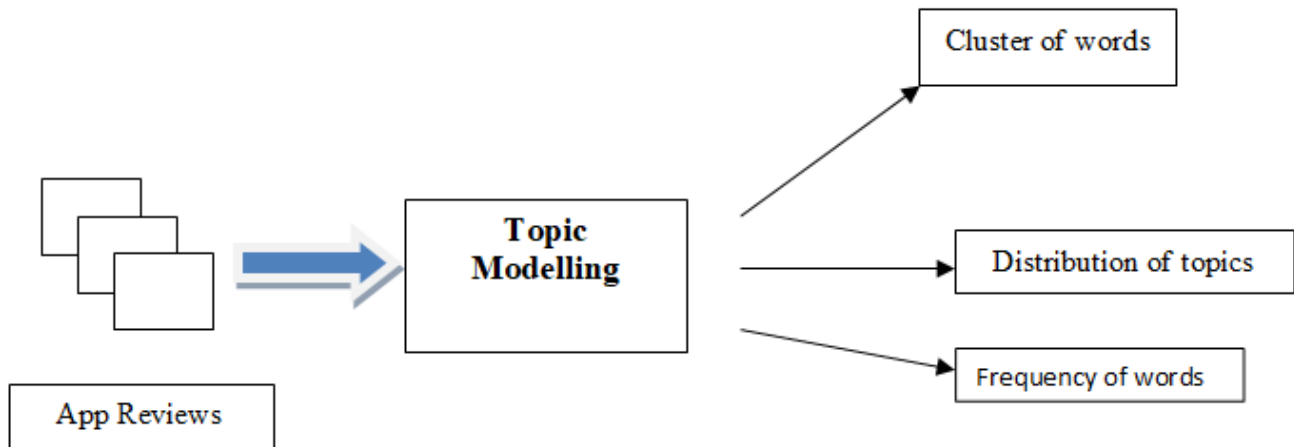 Cluster of words
Topic
Modelling
Distribution of topics
Frequency of words
App Reviews